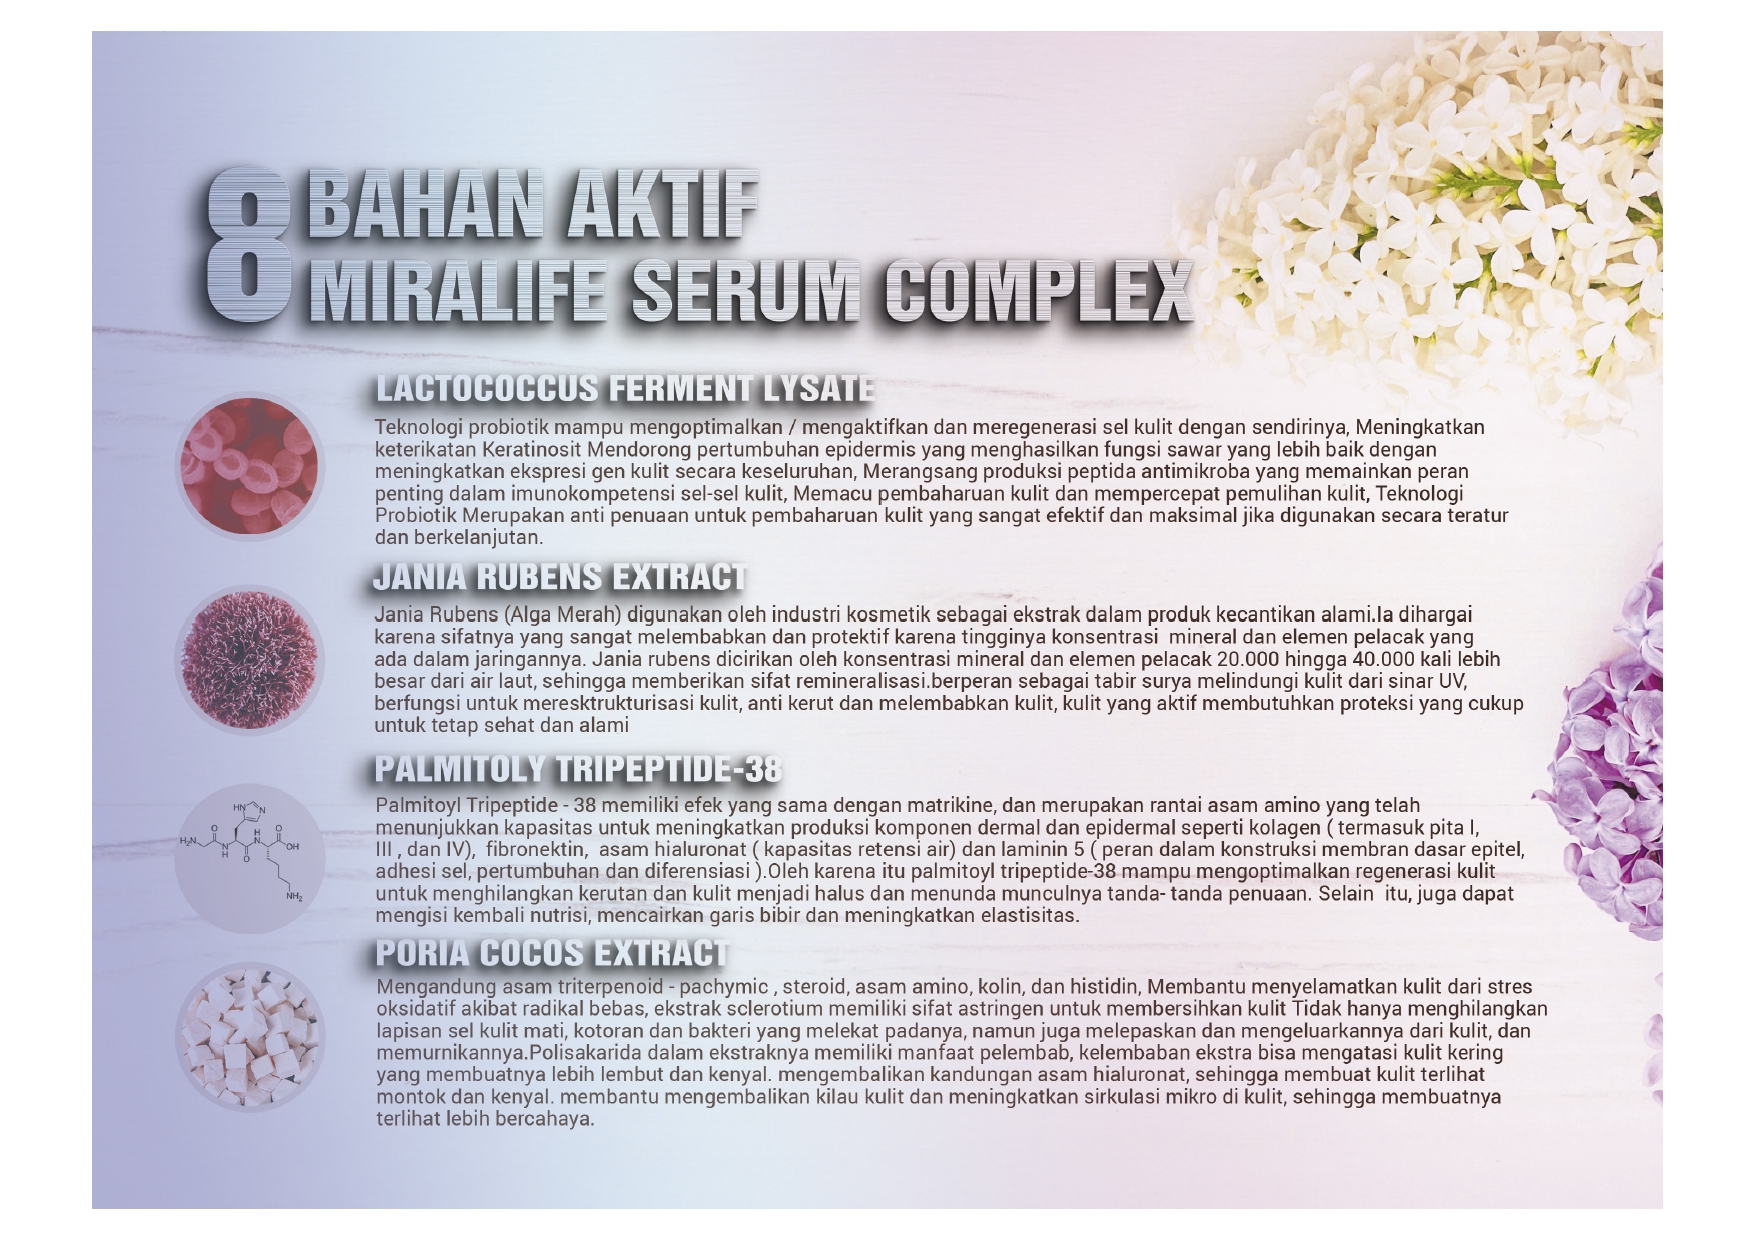 8 BAHAN AKTIF
MIRALIFE SERUM COMPLEX
LACTOCOCCUS FERMENT LYSATE
Teknologi probiotik mampu mengoptimalkan / mengaktifkan dan meregenerasi sel kulit dengan sendirinya, Meningkatkan
keterikatan Keratinosit Mendorong pertumbuhan epidermis yang menghasilkan fungsi sawar yang lebih baik dengan
meningkatkan ekspresi gen kulit secara keseluruhan, Merangsang produksi peptida antimikroba yang memainkan peran
penting dalam imunokompetensi sel-sel kulit, Memacu pembaharuan kulit dan mempercepat pemulihan kulit, Teknologi
Probiotik Merupakan anti penuaan untuk pembaharuan kulit yang sangat efektif dan maksimal jika digunakan secara teratur
dan berkelanjutan.
JANIA RUBENS EXTRACT
Jania Rubens (Alga Merah) digunakan oleh industri kosmetik sebagai ekstrak dalam produk kecantikan alami.Ia dihargai
karena sifatnya yang sangat melembabkan dan protektif karena tingginya konsentrasi  mineral dan elemen pelacak yang
ada dalam jaringannya. Jania rubens dicirikan oleh konsentrasi mineral dan elemen pelacak 20.000 hingga 40.000 kali lebih
besar dari air laut, sehingga memberikan sifat remineralisasi.berperan sebagai tabir surya melindungi kulit dari sinar UV,
berfungsi untuk meresktrukturisasi kulit, anti kerut dan melembabkan kulit, kulit yang aktif membutuhkan proteksi yang cukup
untuk tetap sehat dan alami
PALMITOLY TRIPEPTIDE-38
Palmitoyl Tripeptide - 38 memiliki efek yang sama dengan matrikine, dan merupakan rantai asam amino yang telah
menunjukkan kapasitas untuk meningkatkan produksi komponen dermal dan epidermal seperti kolagen ( termasuk pita I,
III , dan IV),  fibronektin,  asam hialuronat ( kapasitas retensi air) dan laminin 5 ( peran dalam konstruksi membran dasar epitel,
adhesi sel, pertumbuhan dan diferensiasi ).Oleh karena itu palmitoyl tripeptide-38 mampu mengoptimalkan regenerasi kulit
untuk menghilangkan kerutan dan kulit menjadi halus dan menunda munculnya tanda- tanda penuaan. Selain  itu, juga dapat
mengisi kembali nutrisi, mencairkan garis bibir dan meningkatkan elastisitas.
HN N
H₂N O N H H N O O OH
NH₂
PORIA COCOS EXTRACT
Mengandung asam triterpenoid - pachymic , steroid, asam amino, kolin, dan histidin, Membantu menyelamatkan kulit dari stres
oksidatif akibat radikal bebas, ekstrak sclerotium memiliki sifat astringen untuk membersihkan kulit Tidak hanya menghilangkan
lapisan sel kulit mati, kotoran dan bakteri yang melekat padanya, namun juga melepaskan dan mengeluarkannya dari kulit, dan
memurnikannya.Polisakarida dalam ekstraknya memiliki manfaat pelembab, kelembaban ekstra bisa mengatasi kulit kering
yang membuatnya lebih lembut dan kenyal. mengembalikan kandungan asam hialuronat, sehingga membuat kulit terlihat
montok dan kenyal. membantu mengembalikan kilau kulit dan meningkatkan sirkulasi mikro di kulit, sehingga membuatnya
terlihat lebih bercahaya.